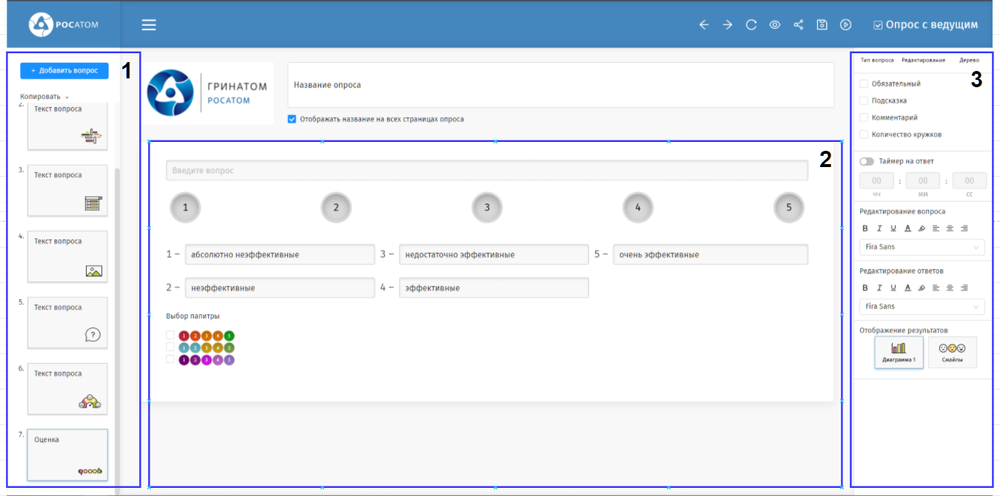 РОСАТОМ
Опрос с ведущим
1
+ Добавить вопрос
Копировать
2. Текст вопроса
3. Текст вопроса
4. Текст вопроса
5. Текст вопроса
?
6. Текст вопроса
7. Оценка
ГРИНАТОМ
РОСАТОМ
Название опроса
Отображать название на всех страницах опроса
2
Введите вопрос
1 2 3 4 5
1 – абсолютно неэффективные 3 – недостаточно эффективные 5 – очень эффективные
2 – неэффективные 4 – эффективные
Выбор палитры
1 2 3 4 5
1 2 3 4 5
1 2 3 4 5
Тип вопроса Редактирование Дерево
3
Обязательный
Подсказка
Комментарий
Количество кружков
Таймер на ответ
00 : 00 : 00
чч мм сс
Редактирование вопроса
B I U A
Fira Sans
Редактирование ответов
B I U A
Fira Sans
Отображение результатов
Диаграмма 1 Смайлы